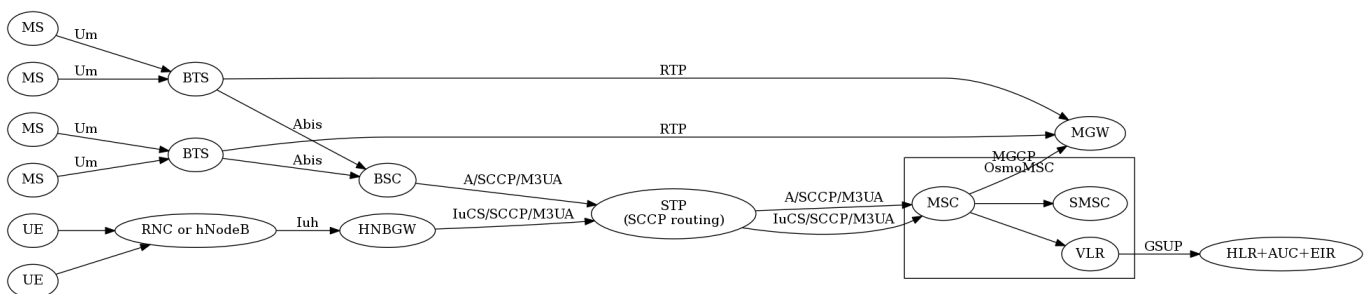 MS
Um
MS
Um
BTS
RTP
MS
Um
MS
Um
BTS
Abis
Abis
RTP
MGW
BSC
A/SCCP/M3UA
STP
(SCCP routing)
A/SCCP/M3UA
IuCS/SCCP/M3UA
MGCP
OsmoMSC
MSC
SMSC
VLR
GSUP
HLR+AUC+EIR
UE
RNC or hNodeB
Iuh
HNBGW
IuCS/SCCP/M3UA
UE